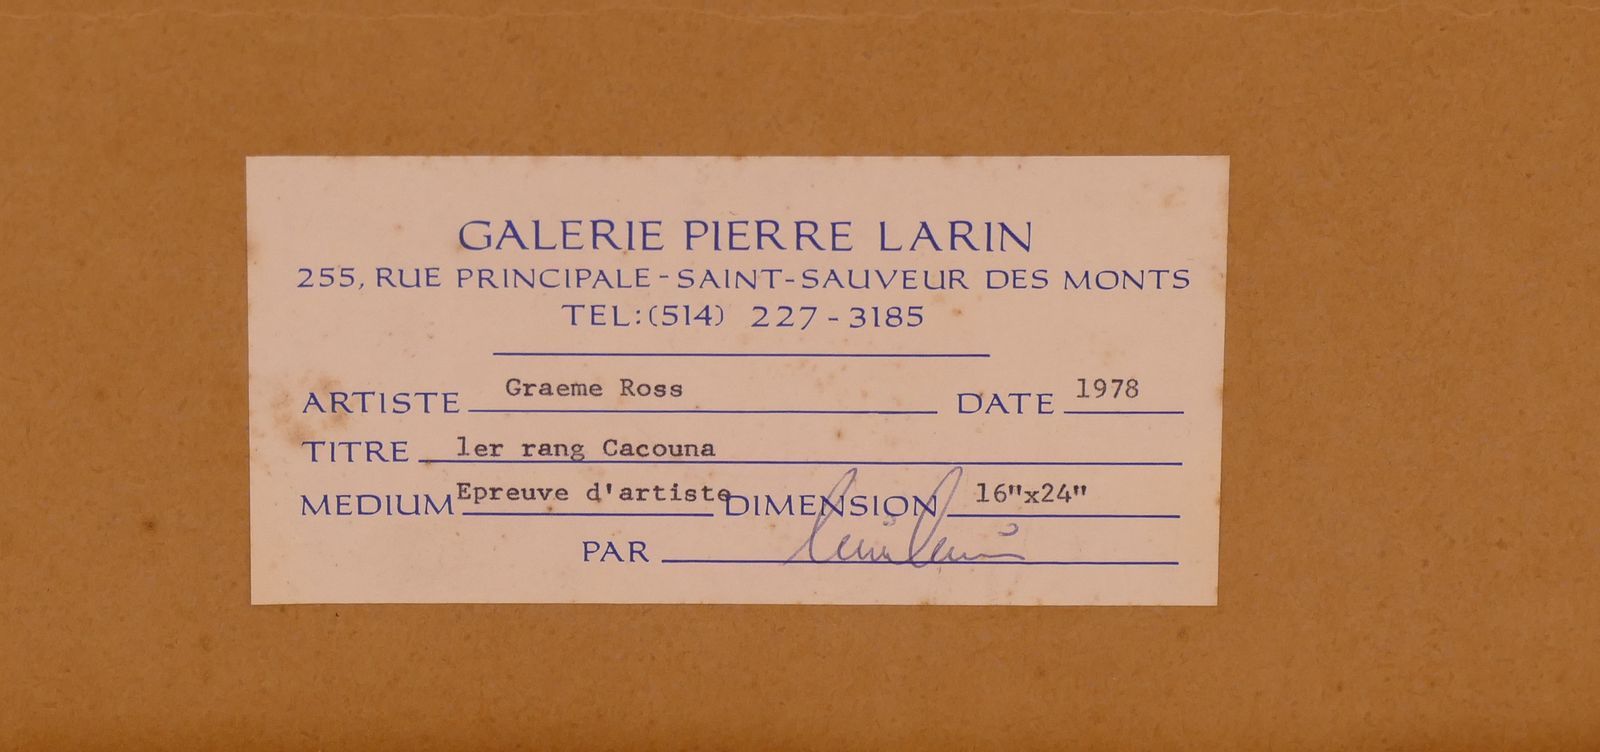 GALERIE PIERRE LARIN
255, RUE PRINCIPALE-SAINT-SAUVEUR DES MONTS
TEL:(514) 227-3185
ARTISTE Graeme Ross DATE 1978
TITRE 1er rang Cacouna
MEDIUM Epreuve d'artiste DIMENSION 16"x24"
PAR